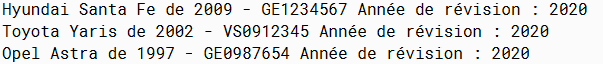 Hyundai Santa Fe de 2009 - GE1234567 Année de révision : 2020
Toyota Yaris de 2002 - VS0912345 Année de révision : 2020
Opel Astra de 1997 - GE0987654 Année de révision : 2020